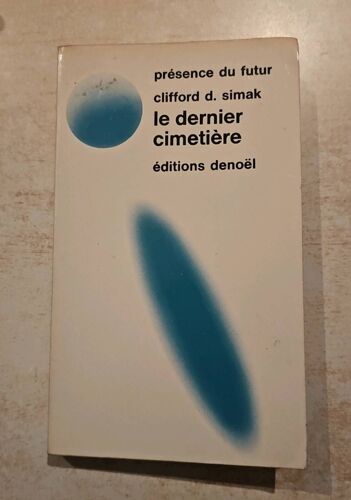 présence du futur
clifford d. simak
le dernier
cimetière
éditions denoël